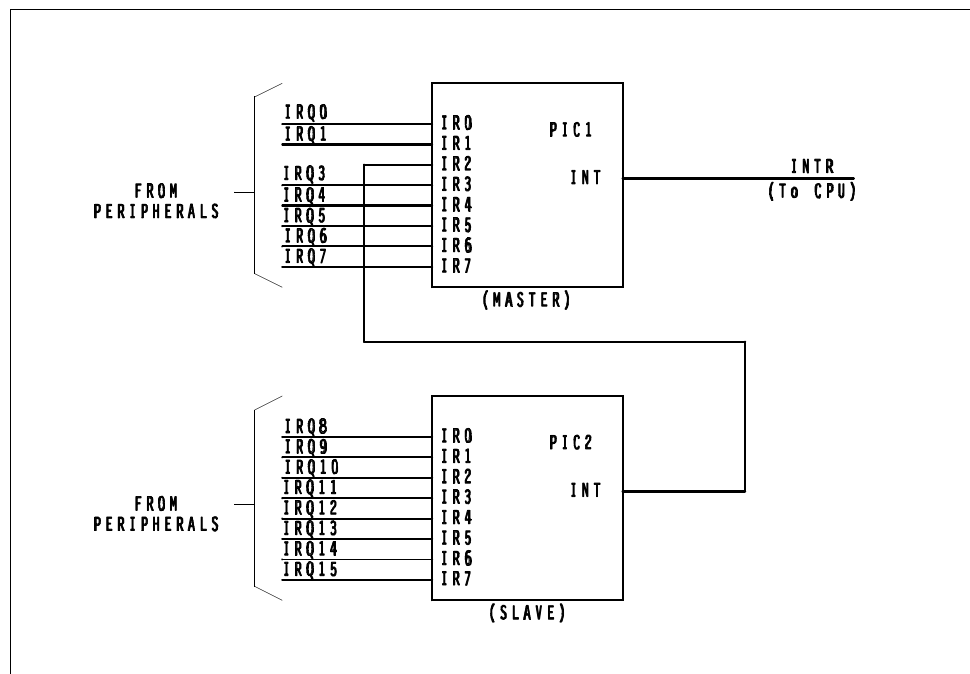 IRQ0
IRQ1
IRQ3
IRQ4
IRQ5
IRQ6
IRQ7
FROM
PERIPHERALS
IR0
IR1
IR2
IR3
IR4
IR5
IR6
IR7
PIC1
INT
(MASTER)
INTR
(To CPU)
IRQ8
IRQ9
IRQ10
IRQ11
IRQ12
IRQ13
IRQ14
IRQ15
FROM
PERIPHERALS
IR0
IR1
IR2
IR3
IR4
IR5
IR6
IR7
PIC2
INT
(SLAVE)